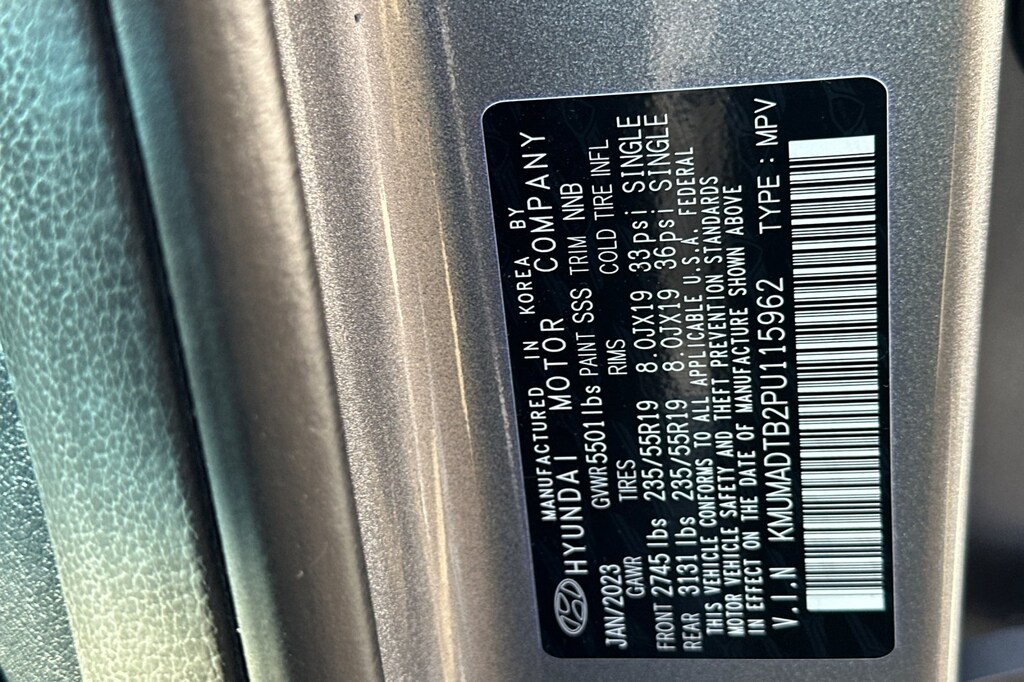 MANUFACTURED IN KOREA BY
HYUNDAI MOTOR COMPANY
JAN/2023 GVWR5501lbs PAINT SSS TRIM NNB
GAWR TIRES RIMS COLD TIRE INFL
FRONT 2745 lbs 235/55R19 8.0JX19 33psi SINGLE
REAR 3131 lbs 235/55R19 8.0JX19 36psi SINGLE
THIS VEHICLE CONFORMS TO ALL APPLICABLE U.S.A. FEDERAL
MOTOR VEHICLE SAFETY AND THEFT PREVENTION STANDARDS
IN EFFECT ON THE DATE OF MANUFACTURE SHOWN ABOVE
V.I.N KMUMADTB2PU115962 TYPE : MPV